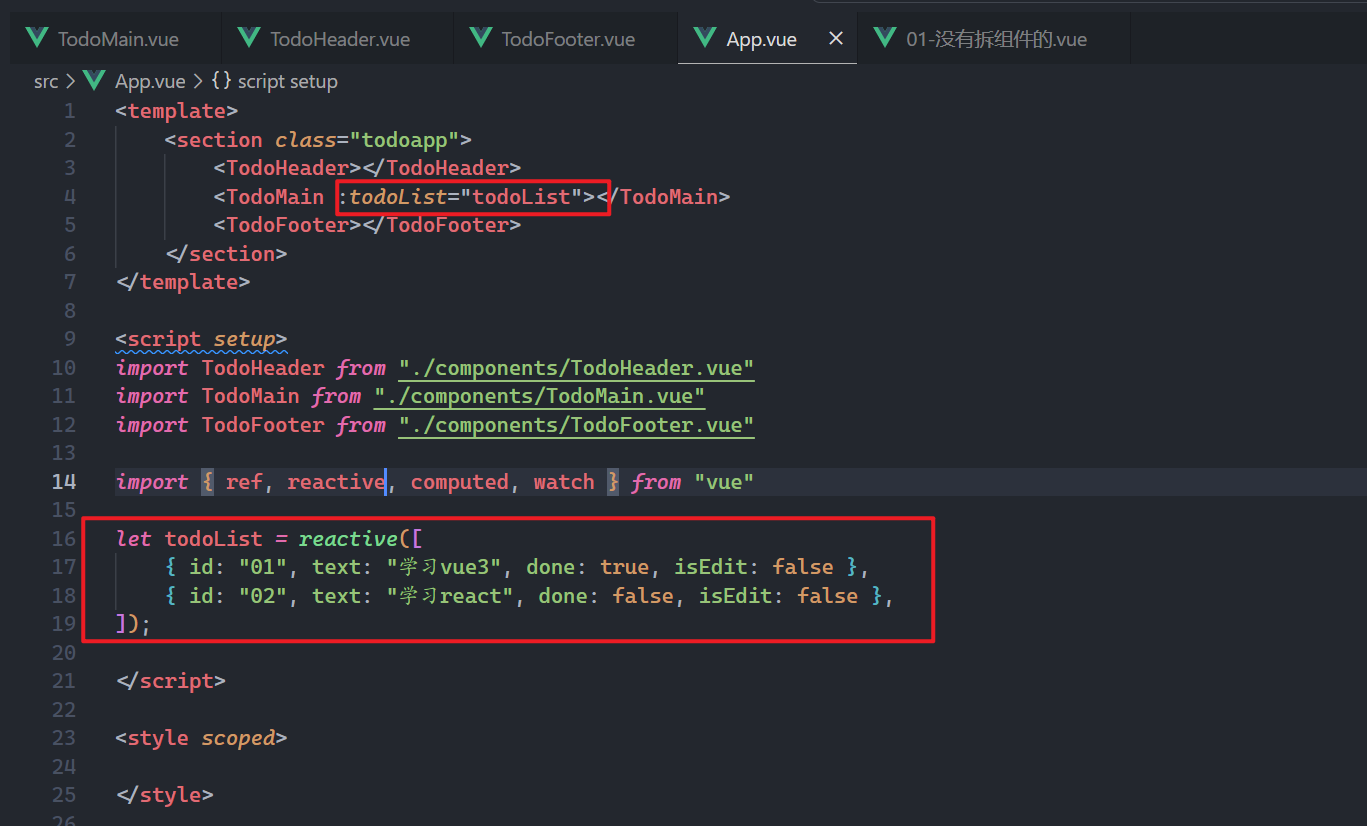 TodoMain.vue TodoHeader.vue TodoFooter.vue App.vue × 01-没有拆组件的.vue
src > App.vue > {} script setup
1 <template>
2 <section class="todoapp">
3 <TodoHeader></TodoHeader>
4 <TodoMain :todoList="todoList"></TodoMain>
5 <TodoFooter></TodoFooter>
6 </section>
7 </template>
8
9 <script setup>
10 import TodoHeader from "./components/TodoHeader.vue"
11 import TodoMain from "./components/TodoMain.vue"
12 import TodoFooter from "./components/TodoFooter.vue"
13
14 import { ref, reactive, computed, watch } from "vue"
15
16 let todoList = reactive([
17 { id: "01", text: "学习vue3", done: true, isEdit: false },
18 { id: "02", text: "学习react", done: false, isEdit: false },
19 ]);
20
21 </script>
22
23 <style scoped>
24
25 </style>
26